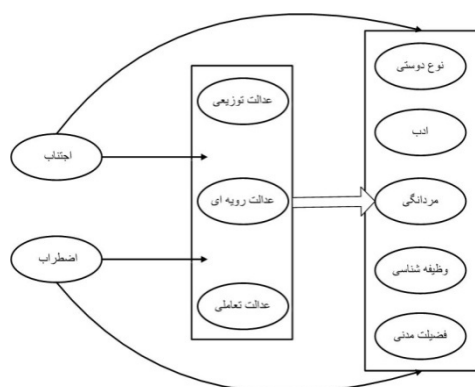 نوع دوستی
عدالت توزیعی
ادب
اجتناب
عدالت رویه ای
مردانگی
اضطراب
وظیفه شناسی
عدالت تعاملی
فضیلت مدنی